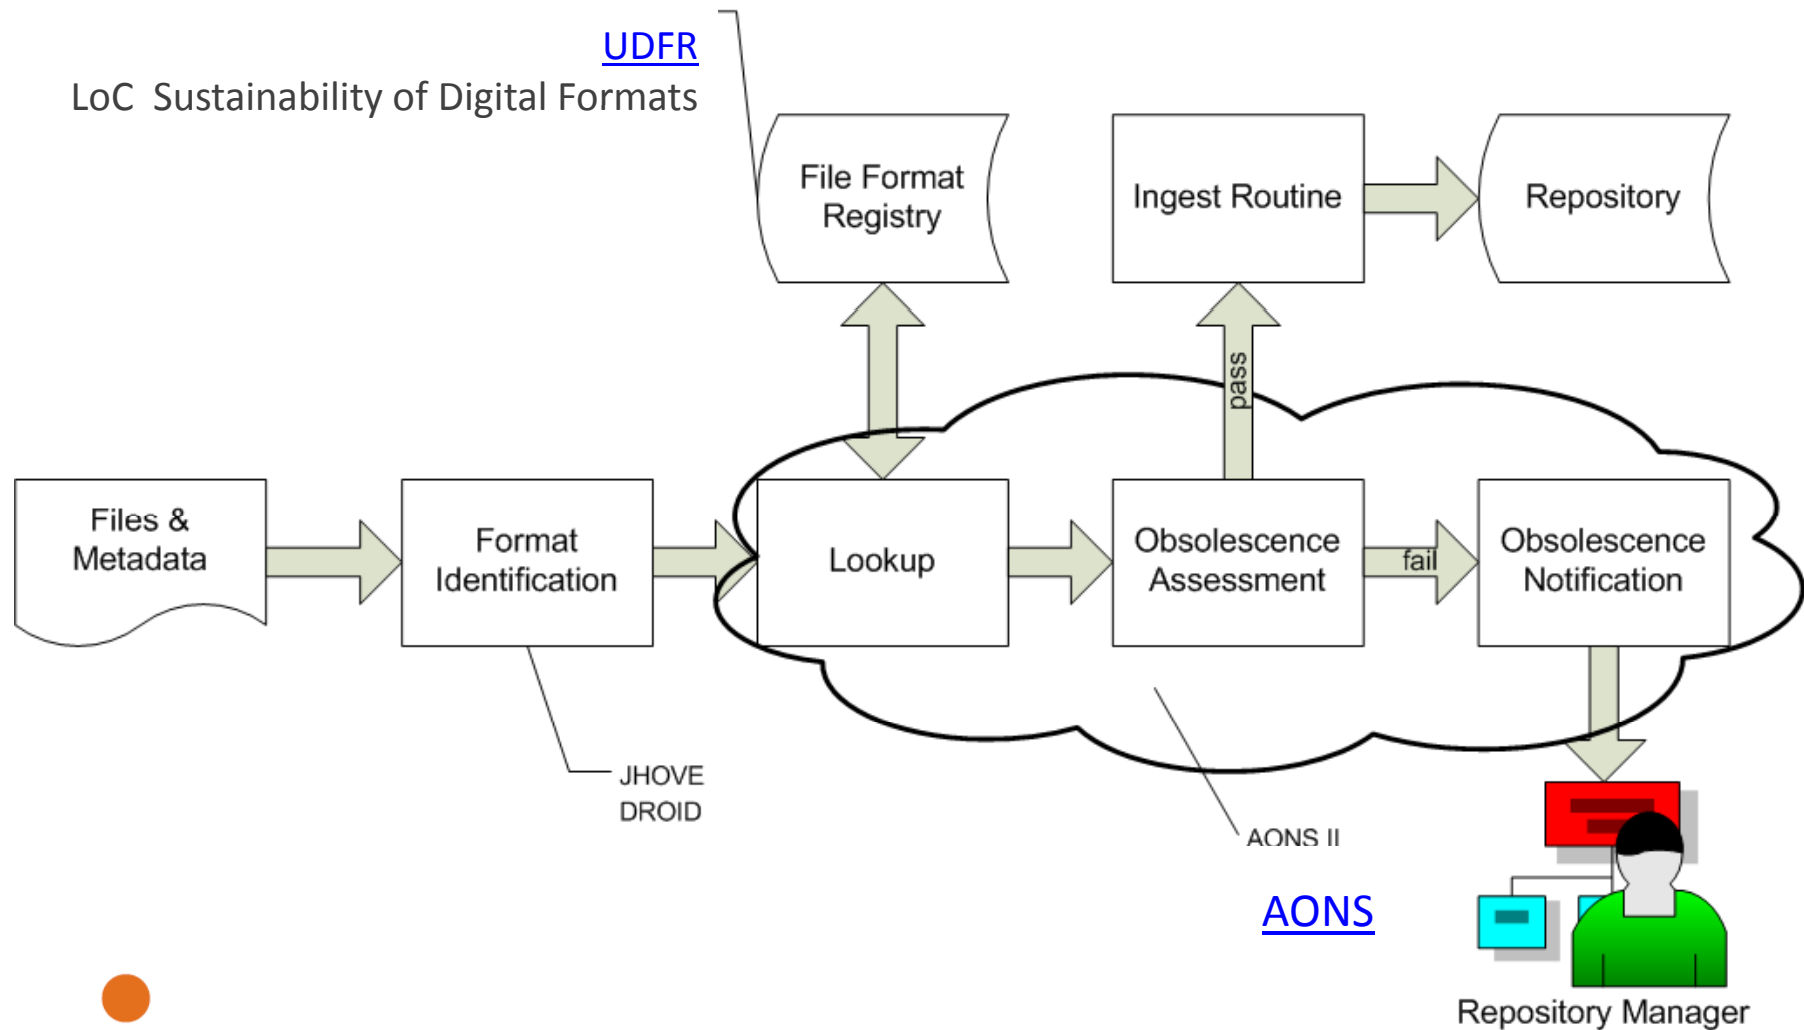 UDFR
LoC Sustainability of Digital Formats
File Format
Registry
Ingest Routine
Repository
pass
Files &
Metadata
Format
Identification
Lookup
Obsolescence
Assessment
fail
Obsolescence
Notification
JHOVE
DROID
AONS II
AONS
Repository Manager